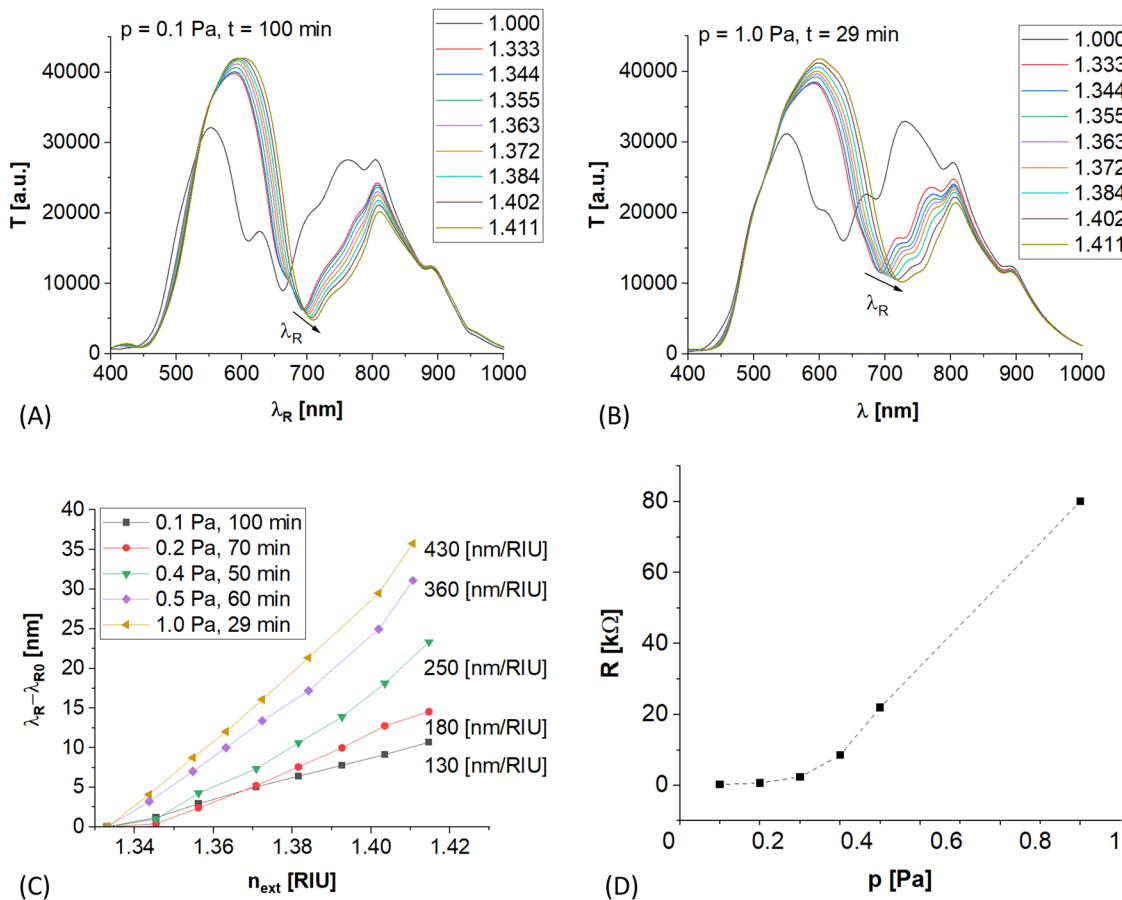 p = 0.1 Pa, t = 100 min
1.000
1.333
1.344
1.355
1.363
1.372
1.384
1.402
1.411
T [a.u.]
40000
30000
20000
10000
0
λR
400 500 600 700 800 900 1000
λR [nm]
(A)
p = 1.0 Pa, t = 29 min
1.000
1.333
1.344
1.355
1.363
1.372
1.384
1.402
1.411
T [a.u.]
40000
30000
20000
10000
0
λR
400 500 600 700 800 900 1000
λ [nm]
(B)
0.1 Pa, 100 min
0.2 Pa, 70 min
0.4 Pa, 50 min
0.5 Pa, 60 min
1.0 Pa, 29 min
430 [nm/RIU]
360 [nm/RIU]
250 [nm/RIU]
180 [nm/RIU]
130 [nm/RIU]
λR–λR0 [nm]
40
35
30
25
20
15
10
5
0
1.34 1.36 1.38 1.40 1.42
next [RIU]
(C)
R [kΩ]
80
60
40
20
0
0 0.2 0.4 0.6 0.8 1
p [Pa]
(D)